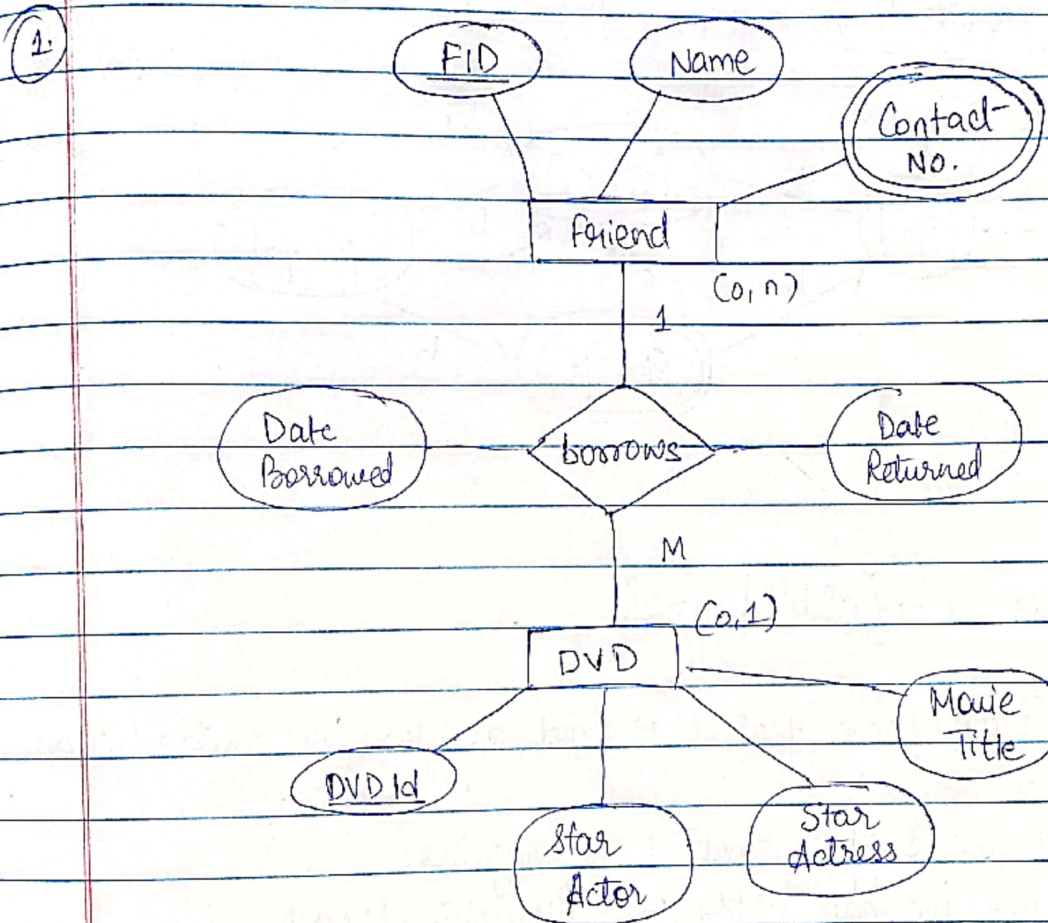 1.
FID
Name
Contact
No.
Friend
(0,n)
1
Date
Borrowed
borrows
Date
Returned
M
(0,1)
DVD
Movie
Title
DVD Id
Star
Actor
Star
Actress